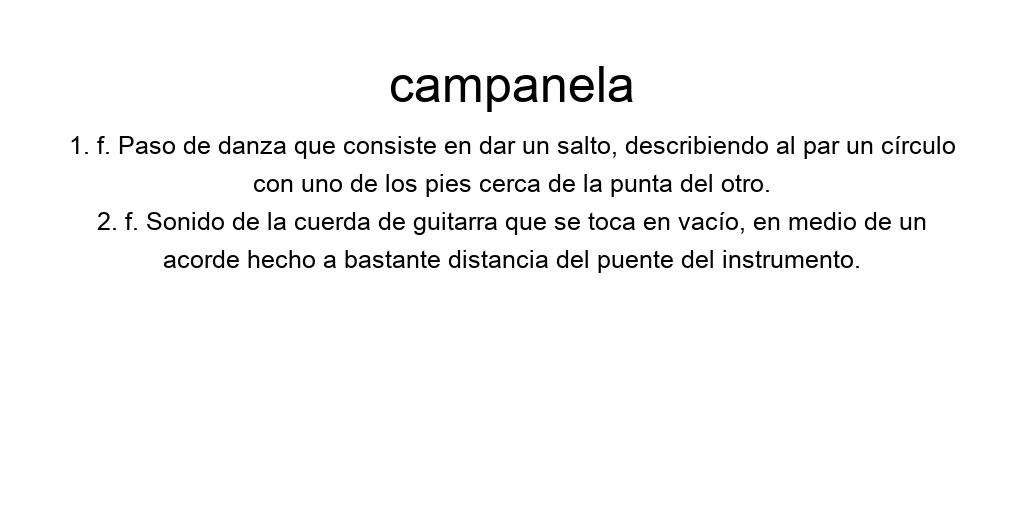 campanela
1. f. Paso de danza que consiste en dar un salto, describiendo al par un círculo
con uno de los pies cerca de la punta del otro.
2. f. Sonido de la cuerda de guitarra que se toca en vacío, en medio de un
acorde hecho a bastante distancia del puente del instrumento.